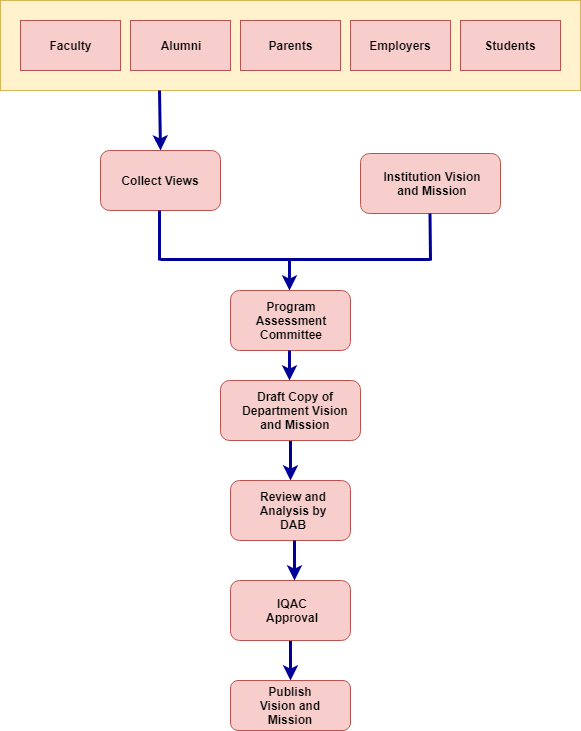 Faculty
Alumni
Parents
Employers
Students
Collect Views
Institution Vision
and Mission
Program
Assessment
Committee
Draft Copy of
Department Vision
and Mission
Review and
Analysis by
DAB
IQAC
Approval
Publish
Vision and
Mission